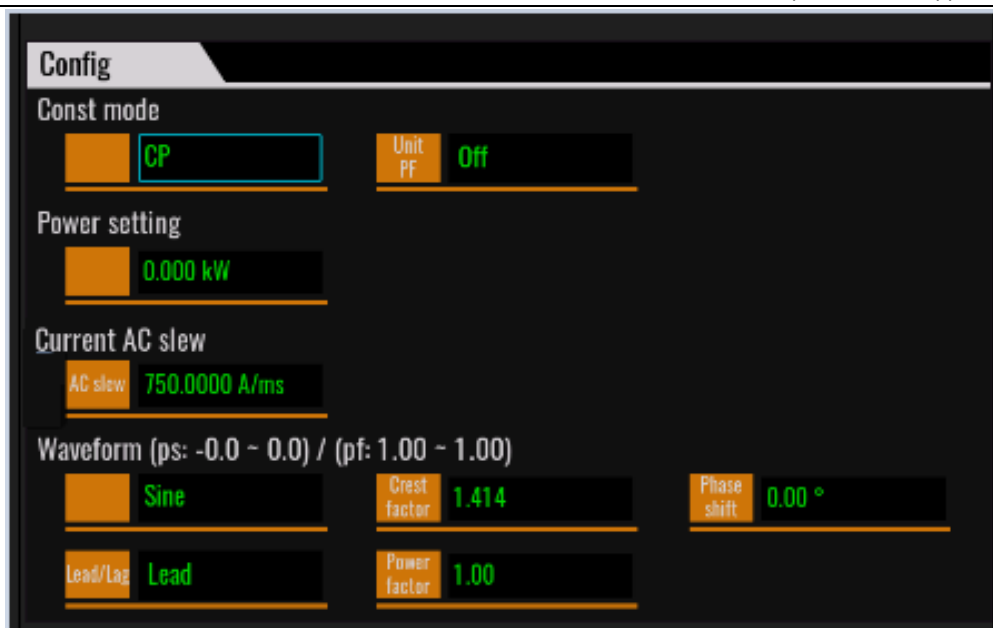 Config
Const mode
CP
Unit PF
Off
Power setting
0.000 kW
Current AC slew
AC slew
750.0000 A/ms
Waveform (ps: -0.0 ~ 0.0) / (pf: 1.00 ~ 1.00)
Sine
Crest factor
1.414
Phase shift
0.00 °
Lead/Lag
Lead
Power factor
1.00